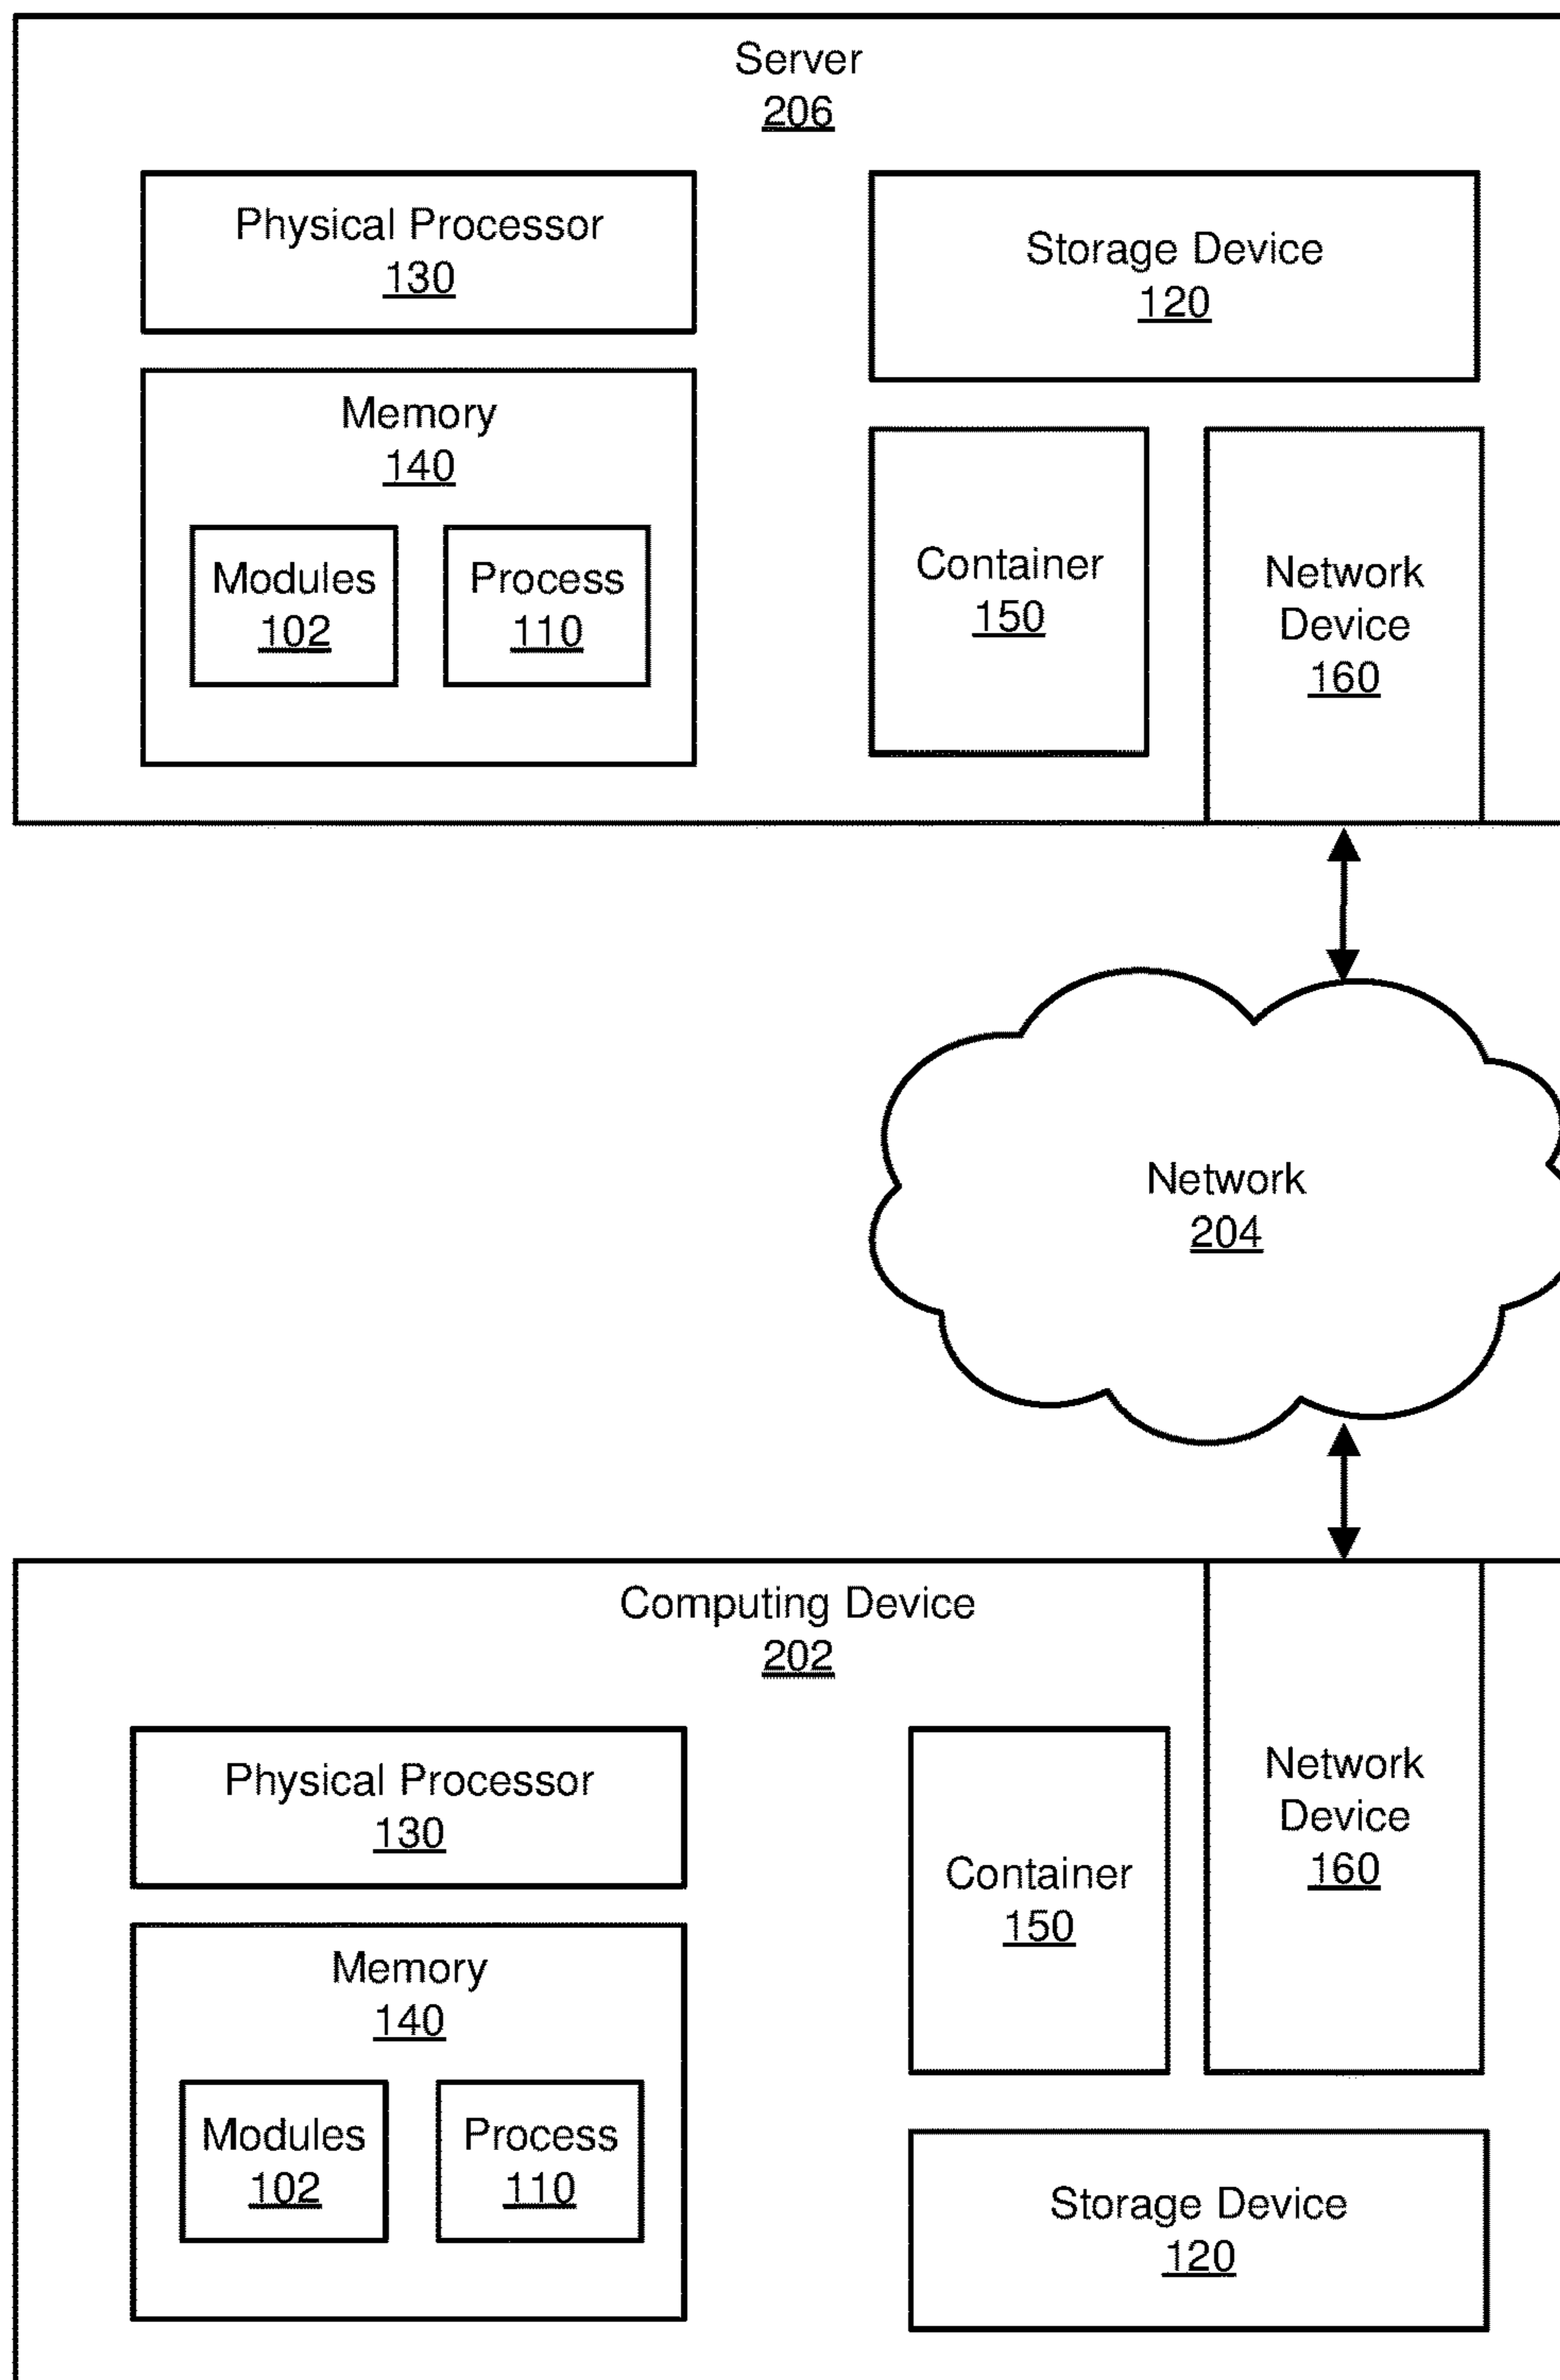 Server
206
Physical Processor
130
Storage Device
120
Memory
140
Modules
102
Process
110
Container
150
Network
Device
160
Network
204
Computing Device
202
Physical Processor
130
Memory
140
Modules
102
Process
110
Container
150
Network
Device
160
Storage Device
120